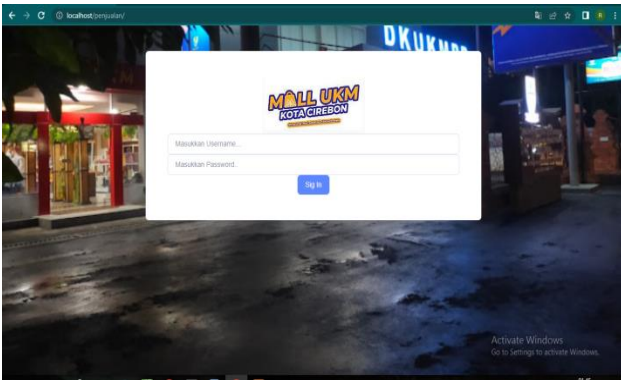 localhost/penjualan/
DKUKMPP
MALL UKM
KOTA CIREBON
Masukkan Username...
Masukkan Password..
Sig In
Activate Windows
Go to Settings to activate Windows.